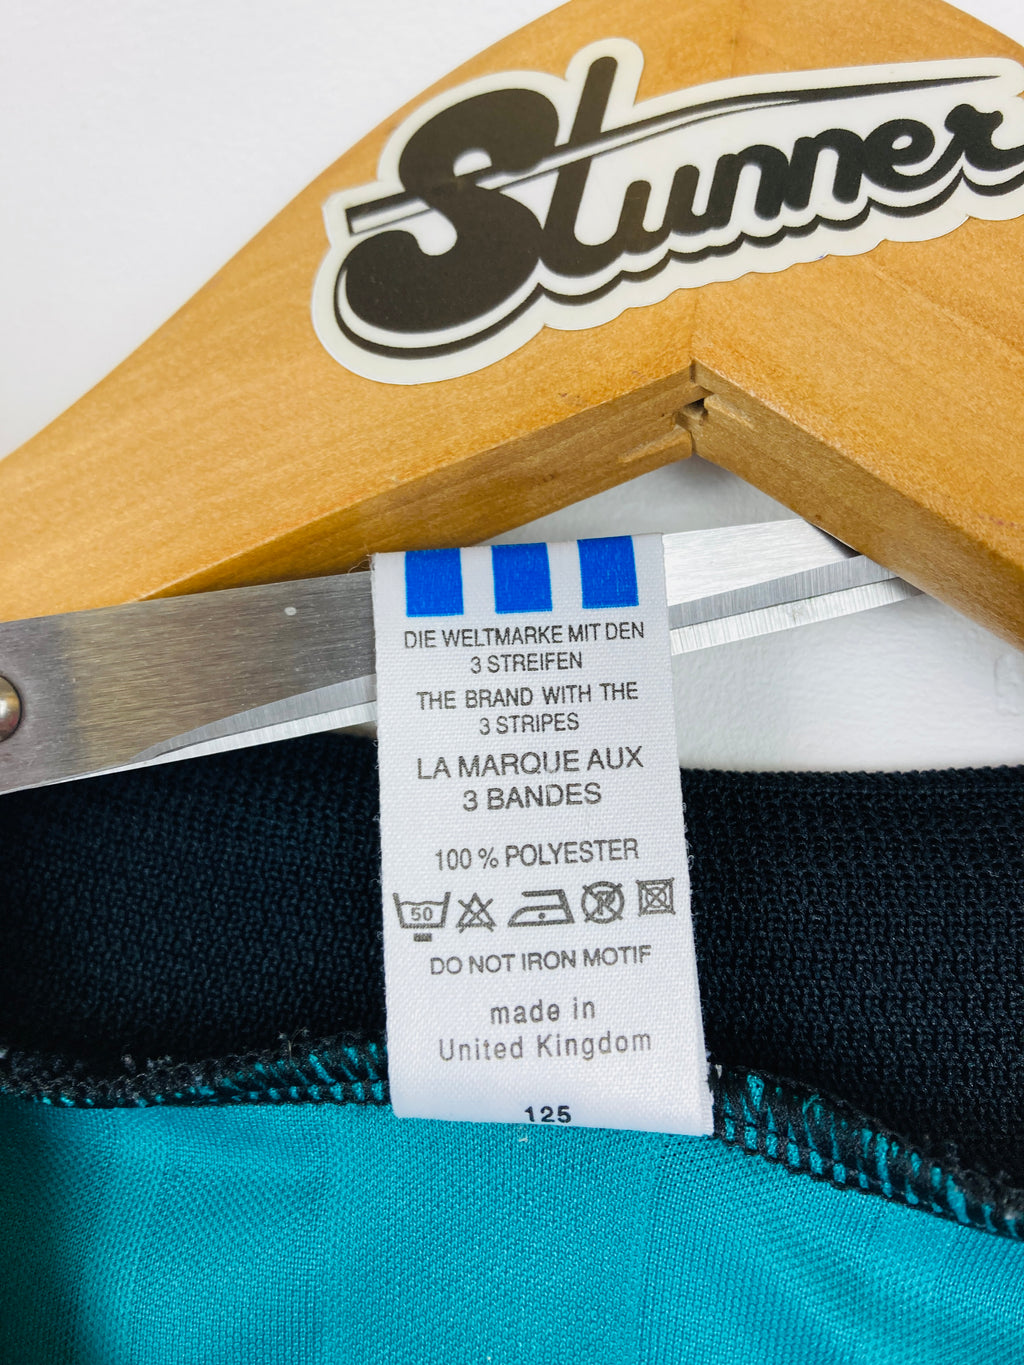 Stunner
DIE WELTMARKE MIT DEN
3 STREIFEN
THE BRAND WITH THE
3 STRIPES
LA MARQUE AUX
3 BANDES
100 % POLYESTER
50
DO NOT IRON MOTIF
made in
United Kingdom
125